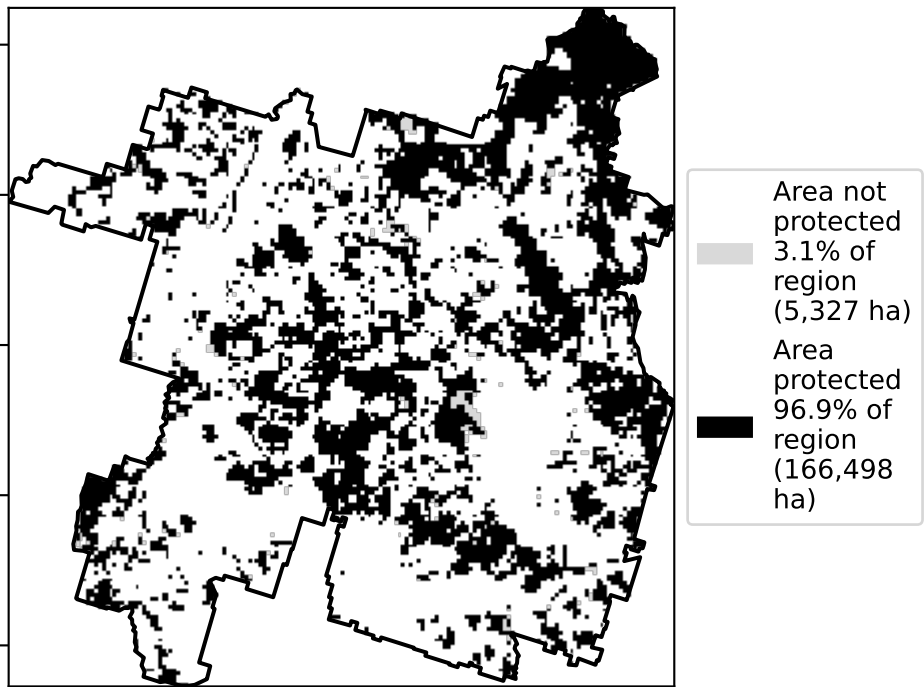 Area not
protected
3.1% of
region
(5,327 ha)
Area
protected
96.9% of
region
(166,498
ha)